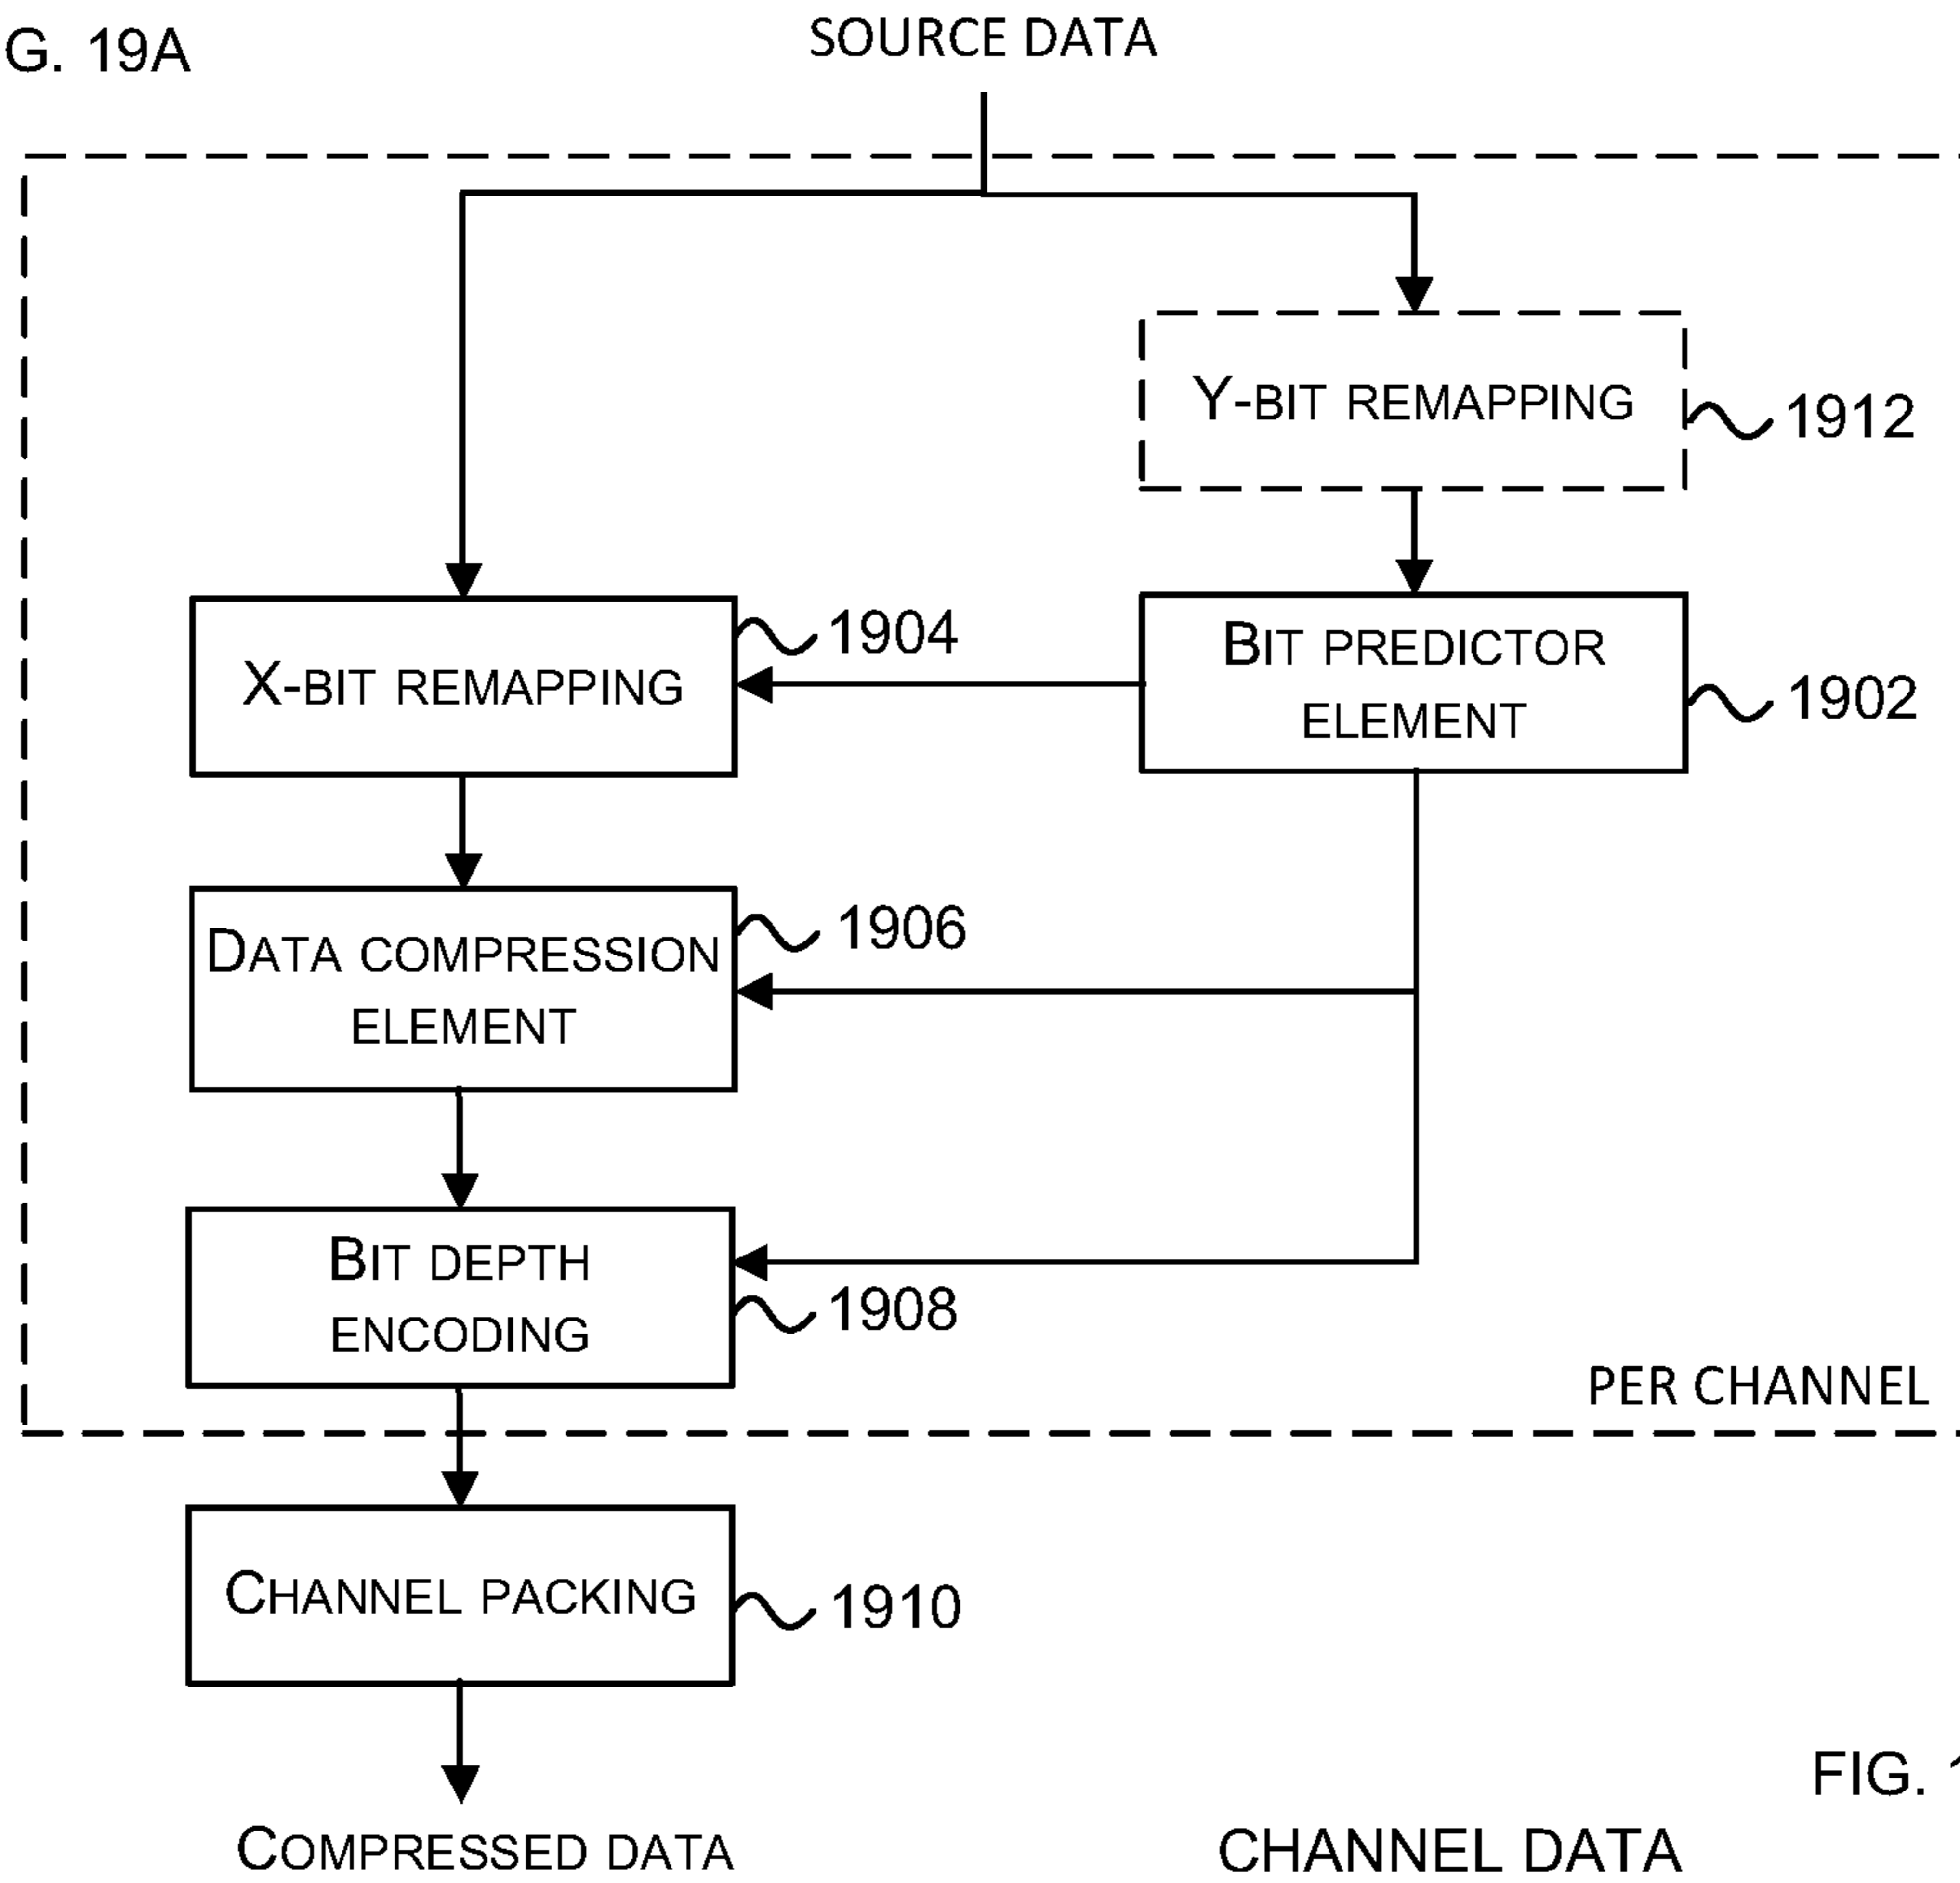 G. 19A
SOURCE DATA
Y-BIT REMAPPING
1912
X-BIT REMAPPING
1904
BIT PREDICTOR
ELEMENT
1902
DATA COMPRESSION
ELEMENT
1906
BIT DEPTH
ENCODING
1908
PER CHANNEL
CHANNEL PACKING
1910
FIG.
COMPRESSED DATA
CHANNEL DATA